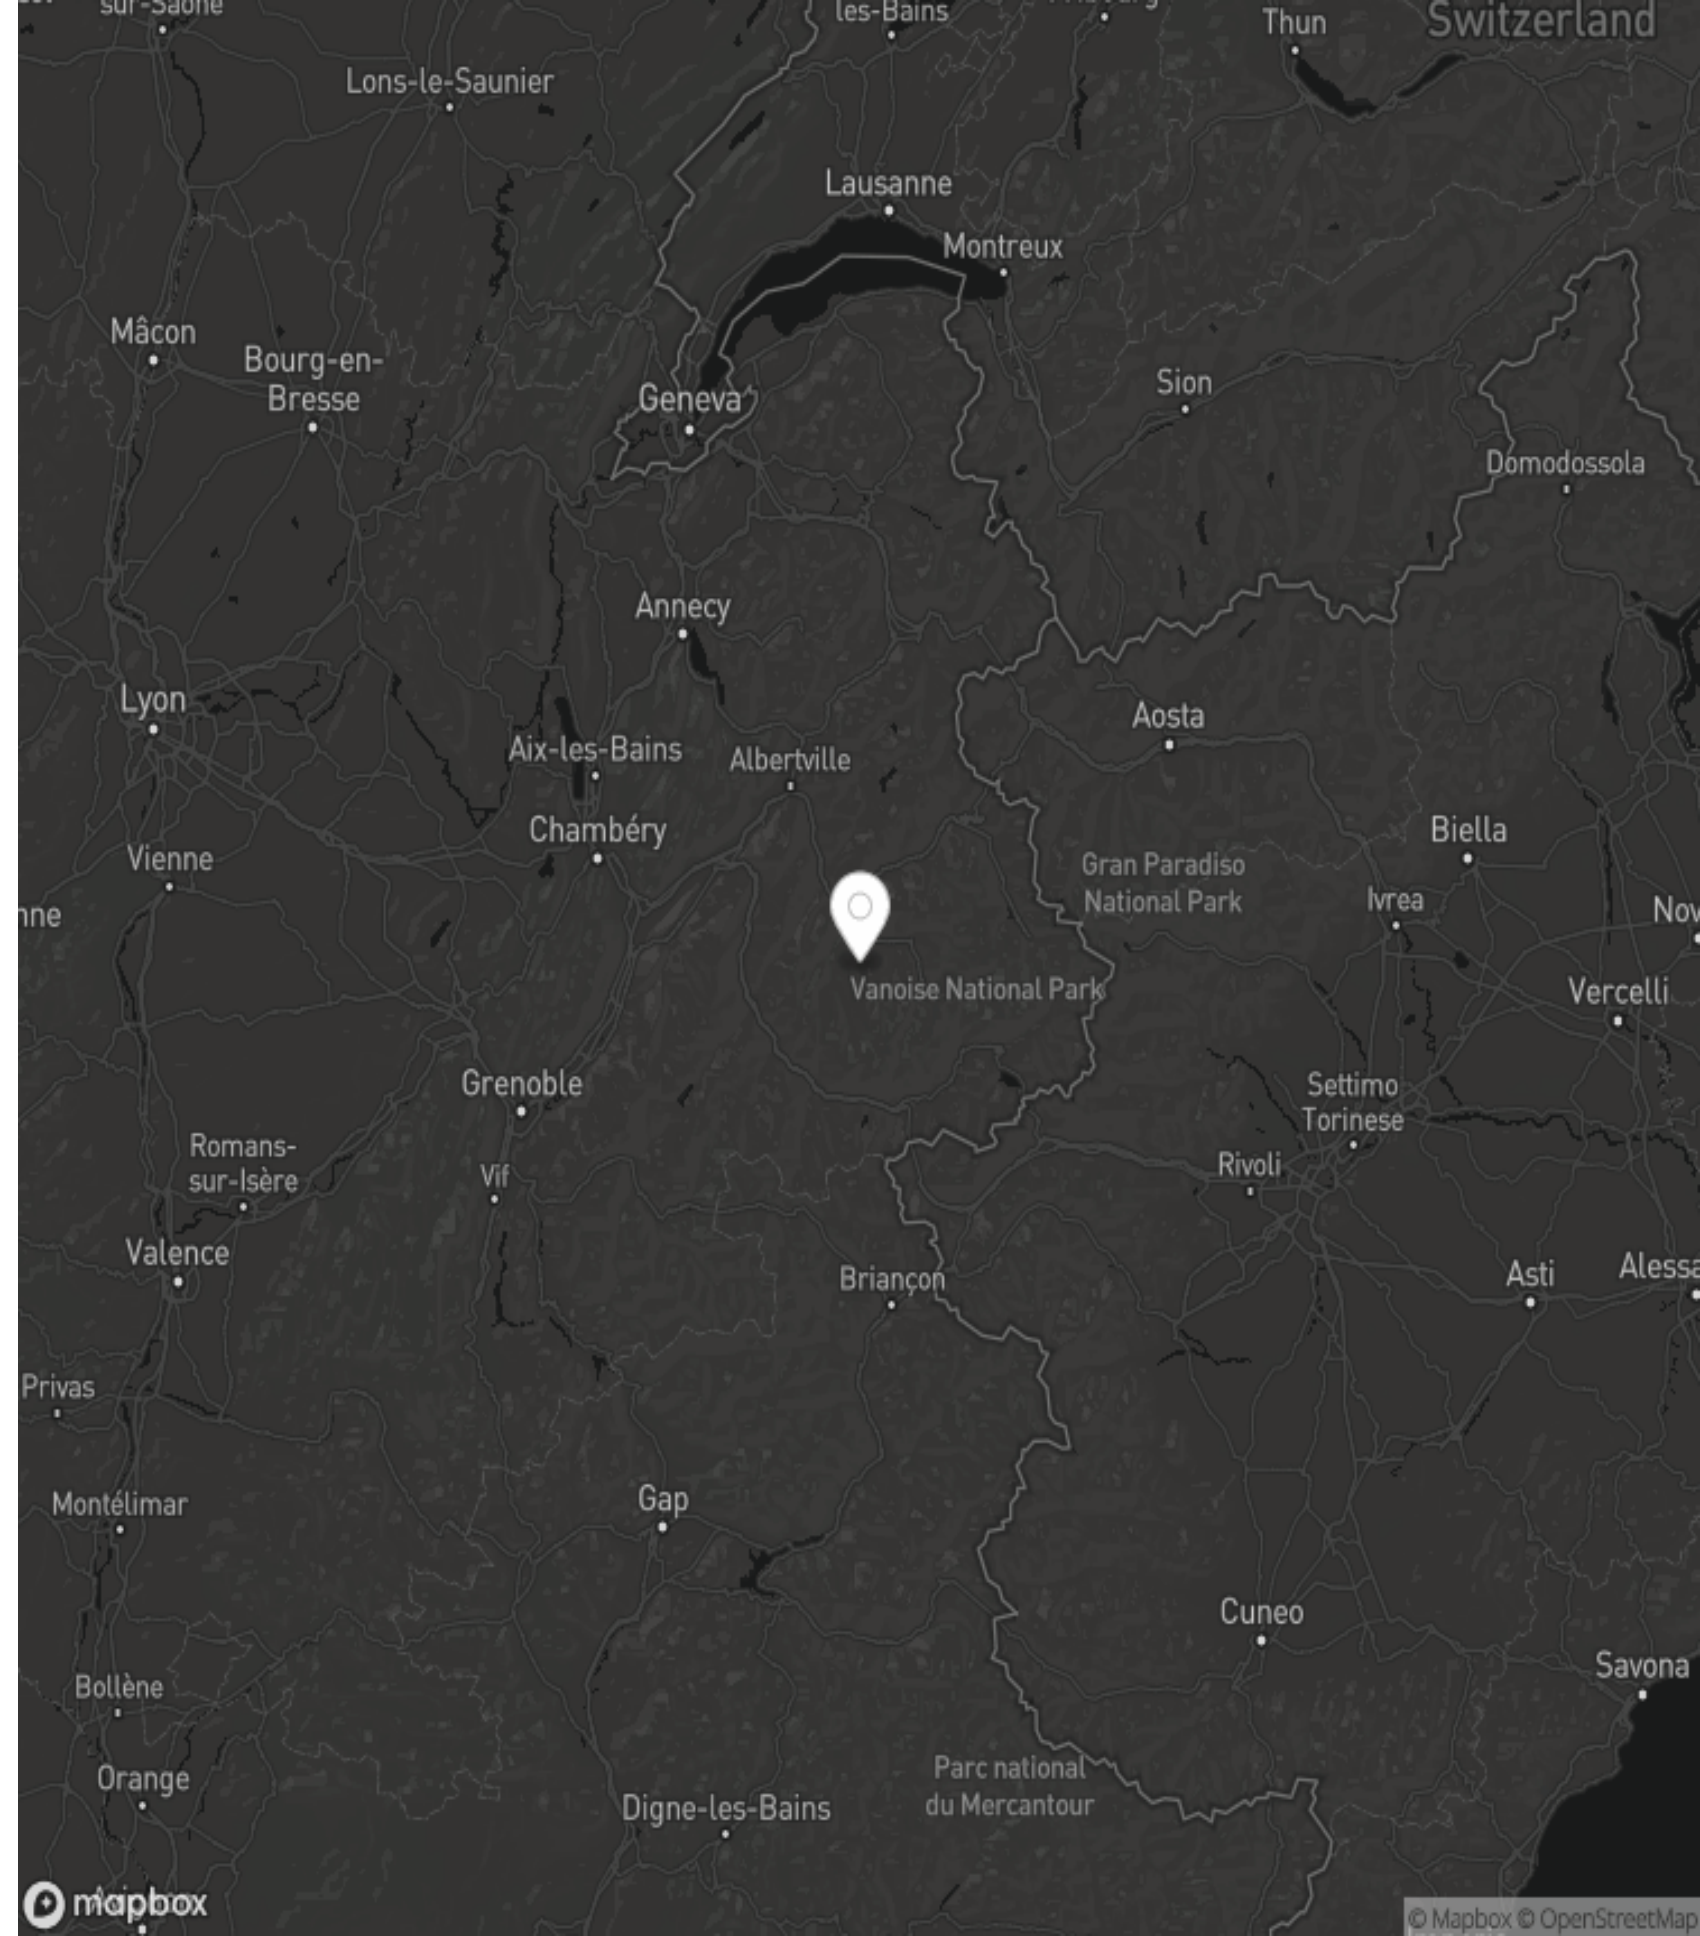 sur-Saône
les-Bains
Thun
Switzerland
Lons-le-Saunier
Lausanne
Montreux
Mâcon
Bourg-en-
Bresse
Geneva
Sion
Domodossola
Annecy
Lyon
Aosta
Aix-les-Bains
Albertville
Chambéry
Biella
Vienne
Gran Paradiso
National Park
Ivrea
nne
Nov
Vanoise National Park
Vercelli
Grenoble
Settimo
Torinese
Romans-
sur-Isère
Vif
Rivoli
Valence
Briançon
Asti
Alessa
Privas
Montélimar
Gap
Cuneo
Savona
Bollène
Parc national
du Mercantour
Orange
Digne-les-Bains
mapbox
© Mapbox © OpenStreetMap